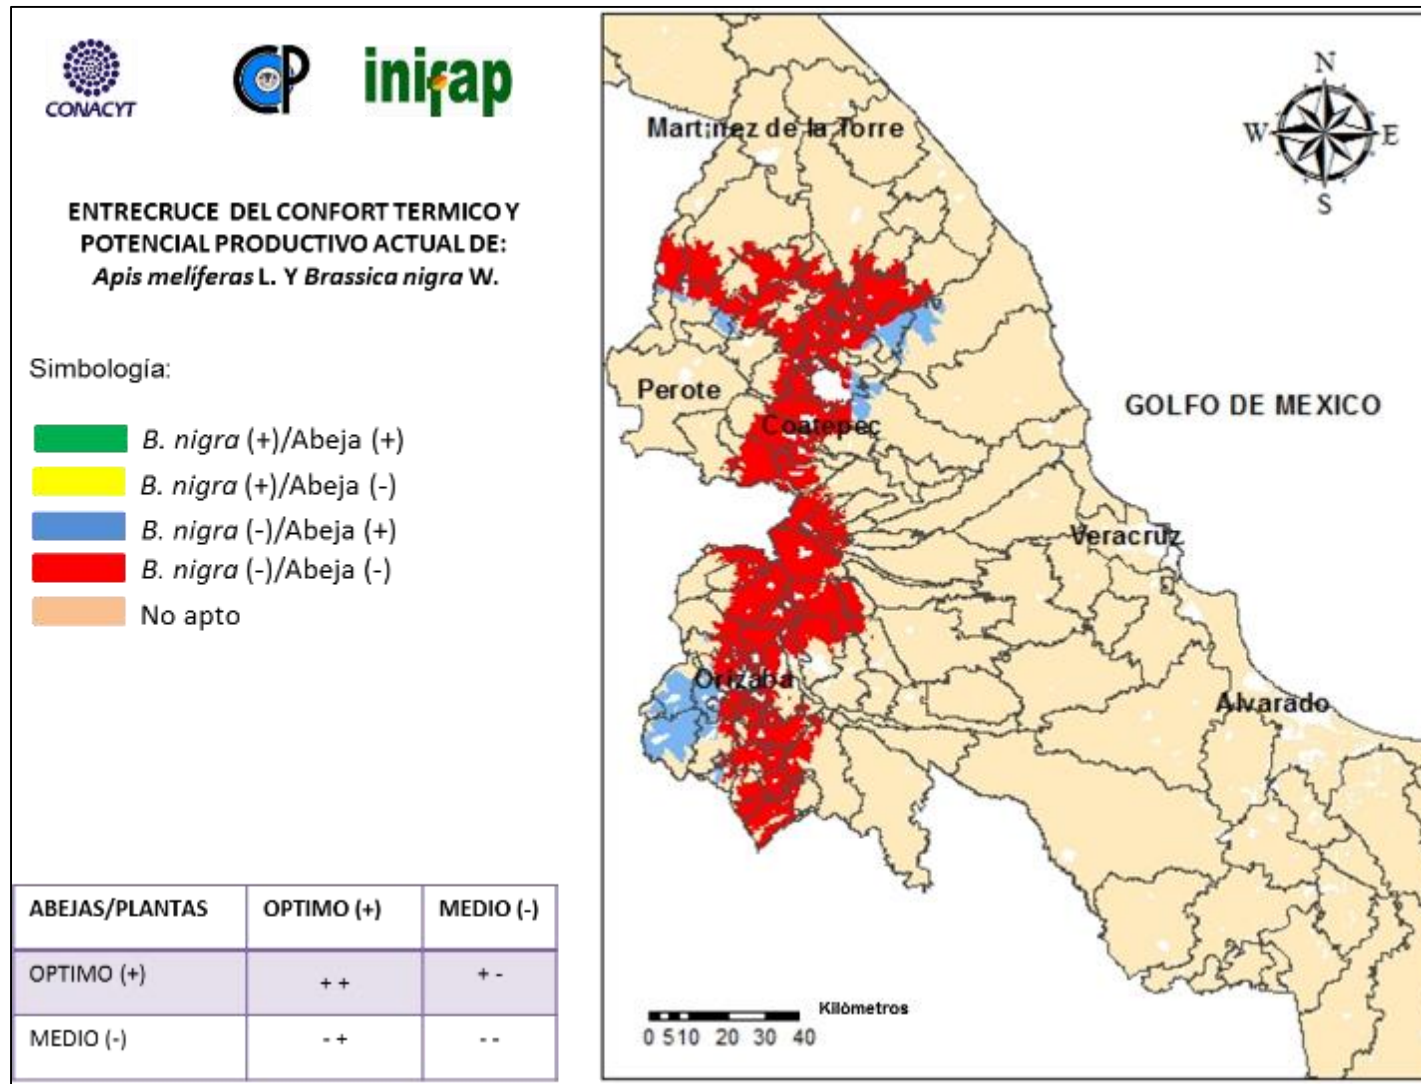 CONACYT
CP
inifap
ENTRECRUCE DEL CONFORT TERMICO Y
POTENCIAL PRODUCTIVO ACTUAL DE:
Apis melíferas L. Y Brassica nigra W.
Simbología:
B. nigra (+)/Abeja (+)
B. nigra (+)/Abeja (-)
B. nigra (-)/Abeja (+)
B. nigra (-)/Abeja (-)
No apto
ABEJAS/PLANTAS OPTIMO (+) MEDIO (-)
OPTIMO (+) + + + -
MEDIO (-) - + - -
N
W E
S
Martinez de la Torre
Perote
Coatepec
GOLFO DE MEXICO
Veracruz
Orizaba
Alvarado
Kilómetros
0 5 10 20 30 40